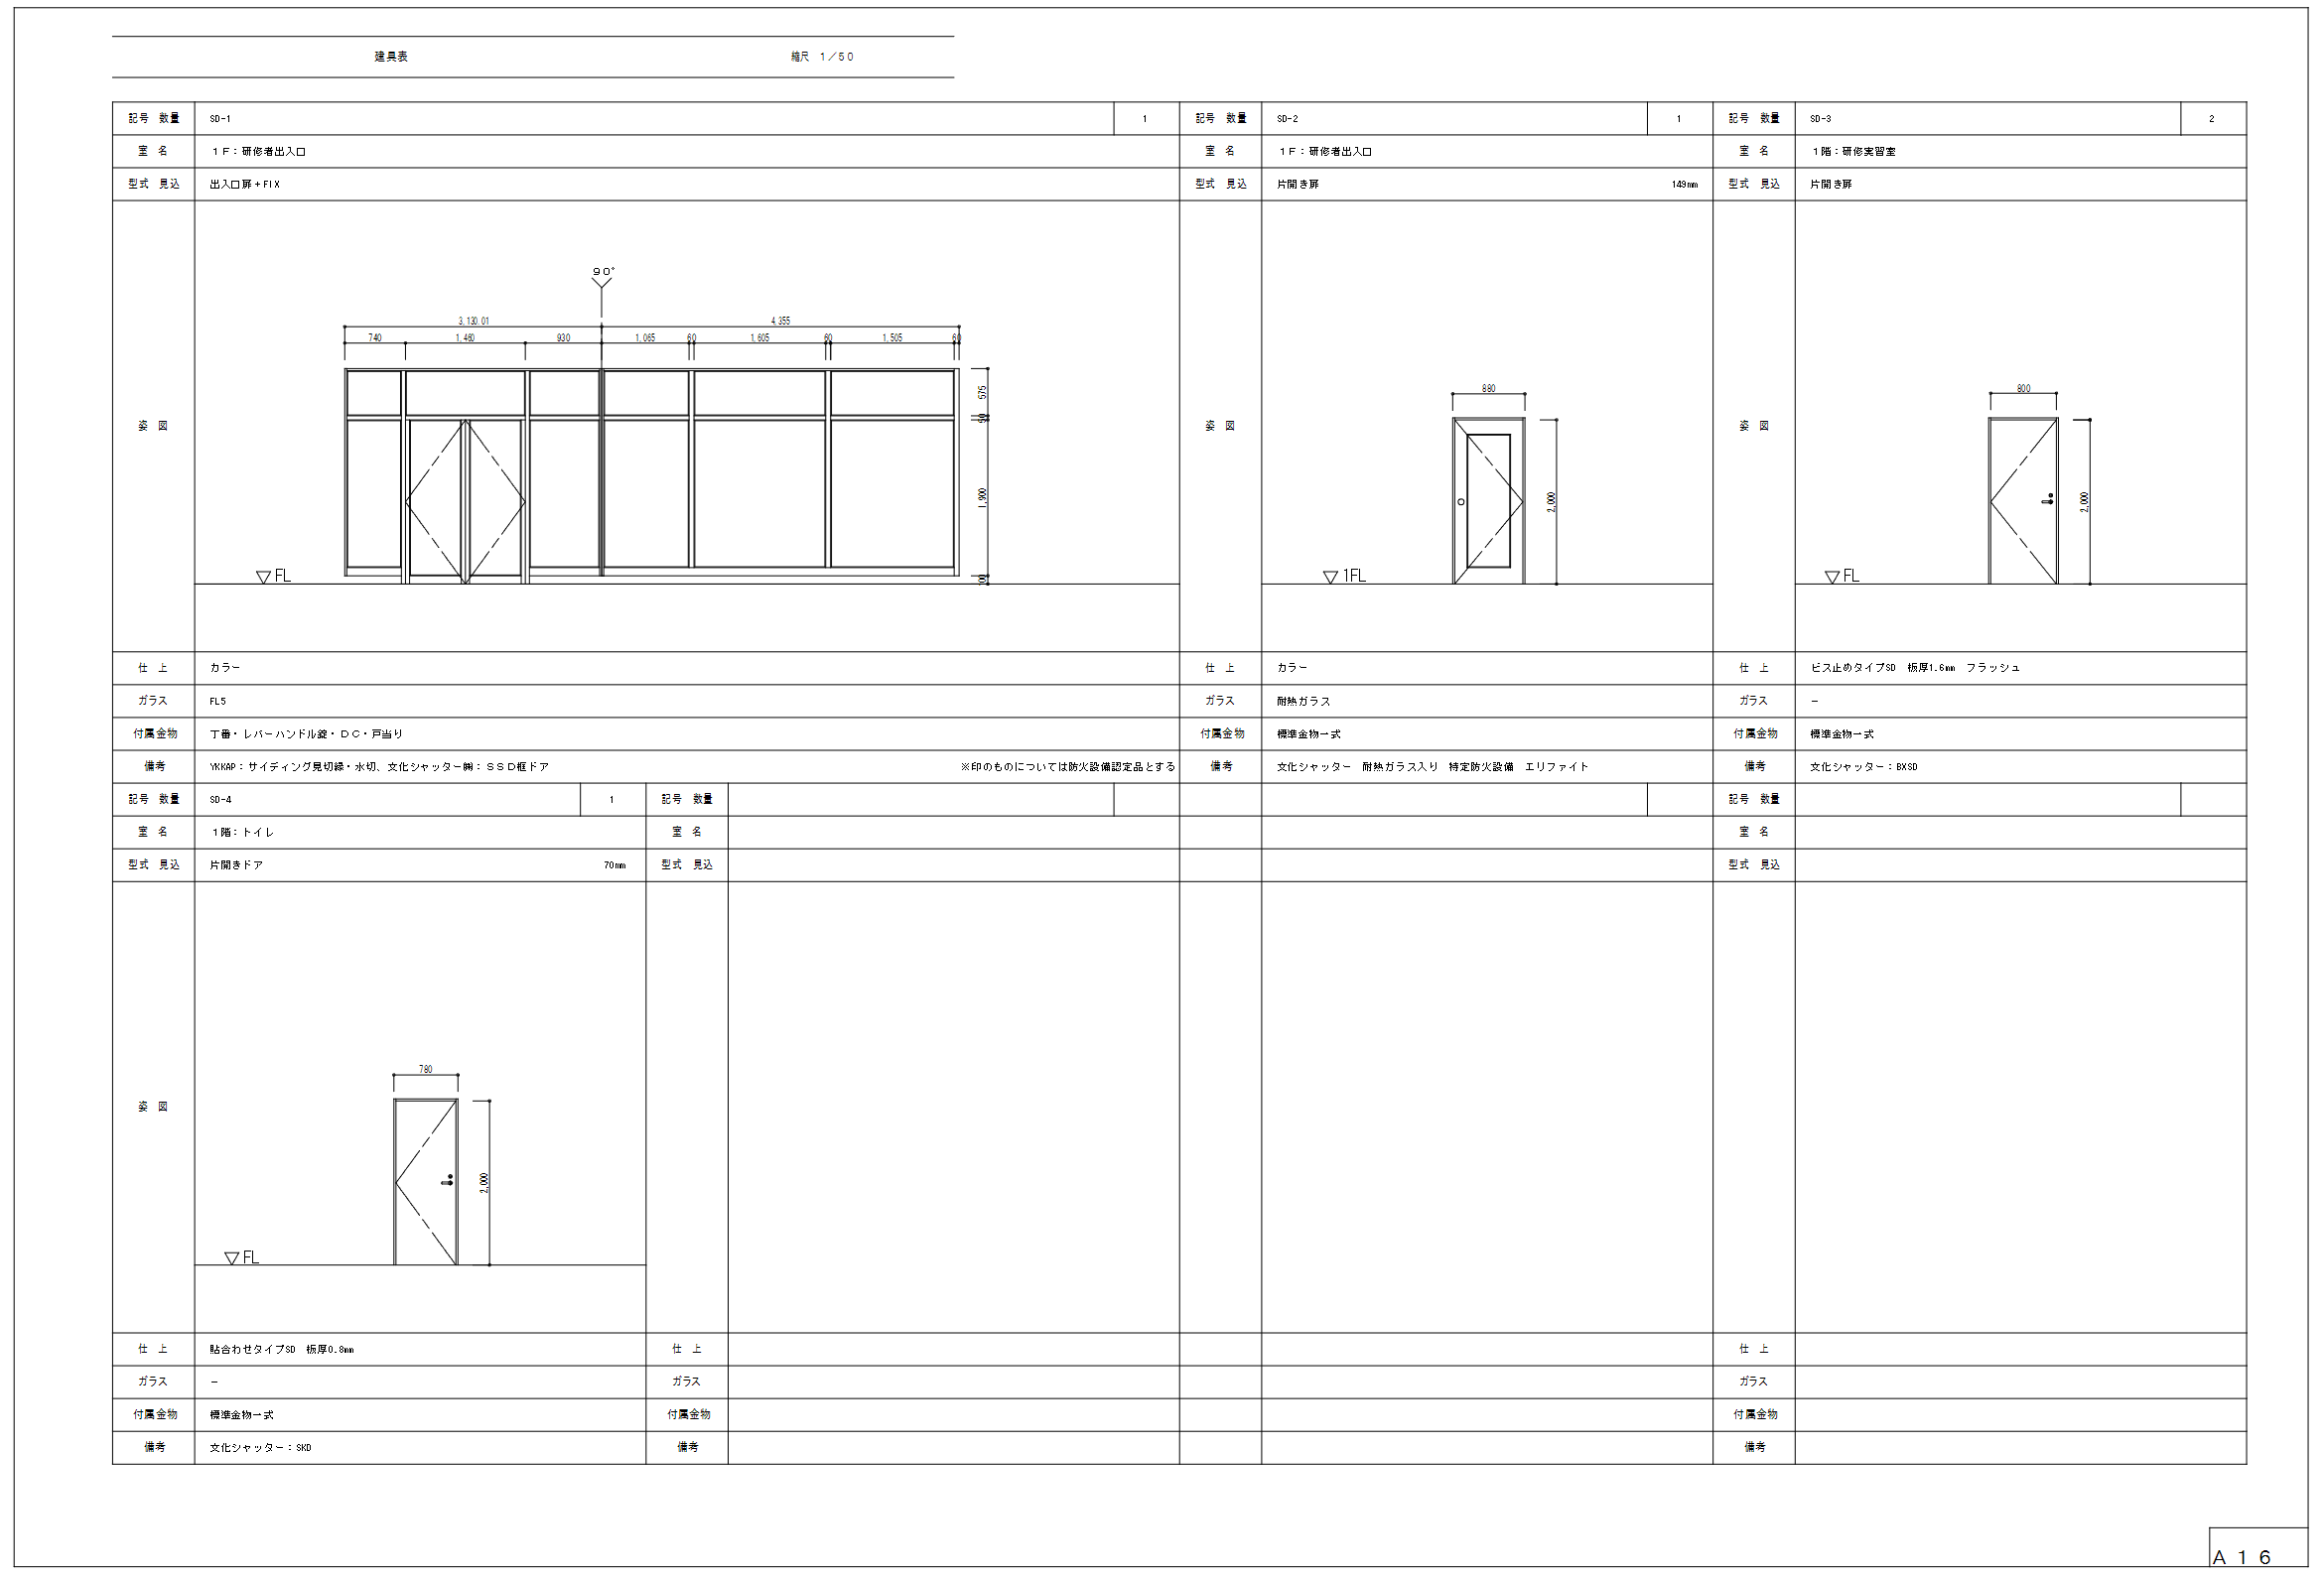 建具表　縮尺　1／50
記号　数量　SD-1　1　記号　数量　SD-2　1　記号　数量　SD-3　2
室　名　1F：研修者出入口　室　名　1F：研修者出入口　室　名　1階：研修実習室
型式　見込　出入口扉+FIX　型式　見込　片開き扉　149mm　型式　見込　片開き扉
90°
3,130.01　4,355
740　1,460　930　1,065　60　1,605　60　1,505　60
575
880
800
姿　図　姿　図　姿　図
1,900　2,000　2,000
FL　1FL　FL
仕　上　カラー　仕　上　カラー　仕　上　ビス止めタイプSD　板厚1.6mm　フラッシュ
ガラス　FL5　ガラス　耐熱ガラス　ガラス　－
付属金物　丁番・レバーハンドル錠・DC・戸当り　付属金物　標準金物一式　付属金物　標準金物一式
備考　YKKAP：サイディング見切縁・水切、文化シャッター㈱：SSD框ドア　※印のものについては防火設備認定品とする　備考　文化シャッター　耐熱ガラス入り　特定防火設備　エリファイト　備考　文化シャッター：BXSD
記号　数量　SD-4　1　記号　数量　記号　数量
室　名　1階：トイレ　室　名　室　名
型式　見込　片開きドア　70mm　型式　見込　型式　見込
780
姿　図
2,000
FL
仕　上　貼合わせタイプSD　板厚0.8mm　仕　上　仕　上
ガラス　－　ガラス　ガラス
付属金物　標準金物一式　付属金物　付属金物
備考　文化シャッター：SKD　備考　備考
A16